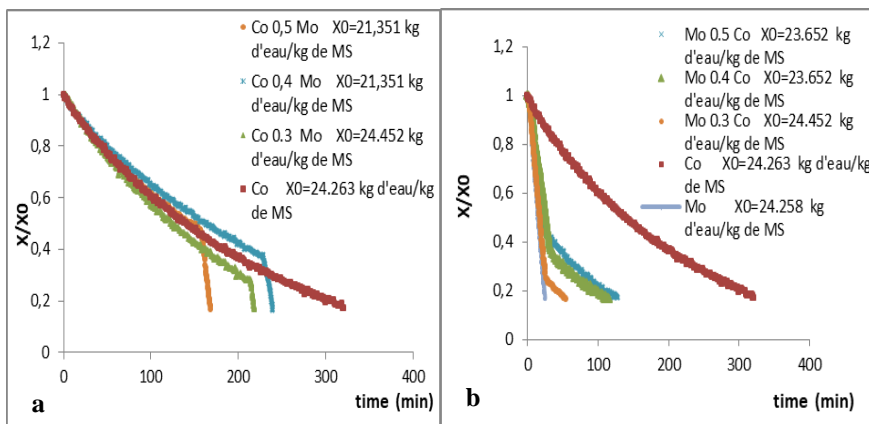 1,2
1
0,8
0,6
0,4
0,2
0
X/X0
0
100
200
300
400
time (min)
a
Co 0,5 Mo X0=21,351 kg
d'eau/kg de MS
Co 0,4 Mo X0=21,351 kg
d'eau/kg de MS
Co 0.3 Mo X0=24.452 kg
d'eau/kg de MS
Co X0=24.263 kg d'eau/kg
de MS
1,2
1
0,8
0,6
0,4
0,2
0
X/X0
0
100
200
300
400
time (min)
b
Mo 0.5 Co X0=23.652 kg
d'eau/kg de MS
Mo 0.4 Co X0=23.652 kg
d'eau/kg de MS
Mo 0.3 Co X0=24.452 kg
d'eau/kg de MS
Co X0=24.263 kg d'eau/kg
de MS
Mo X0=24.258 kg
d'eau/kg de MS